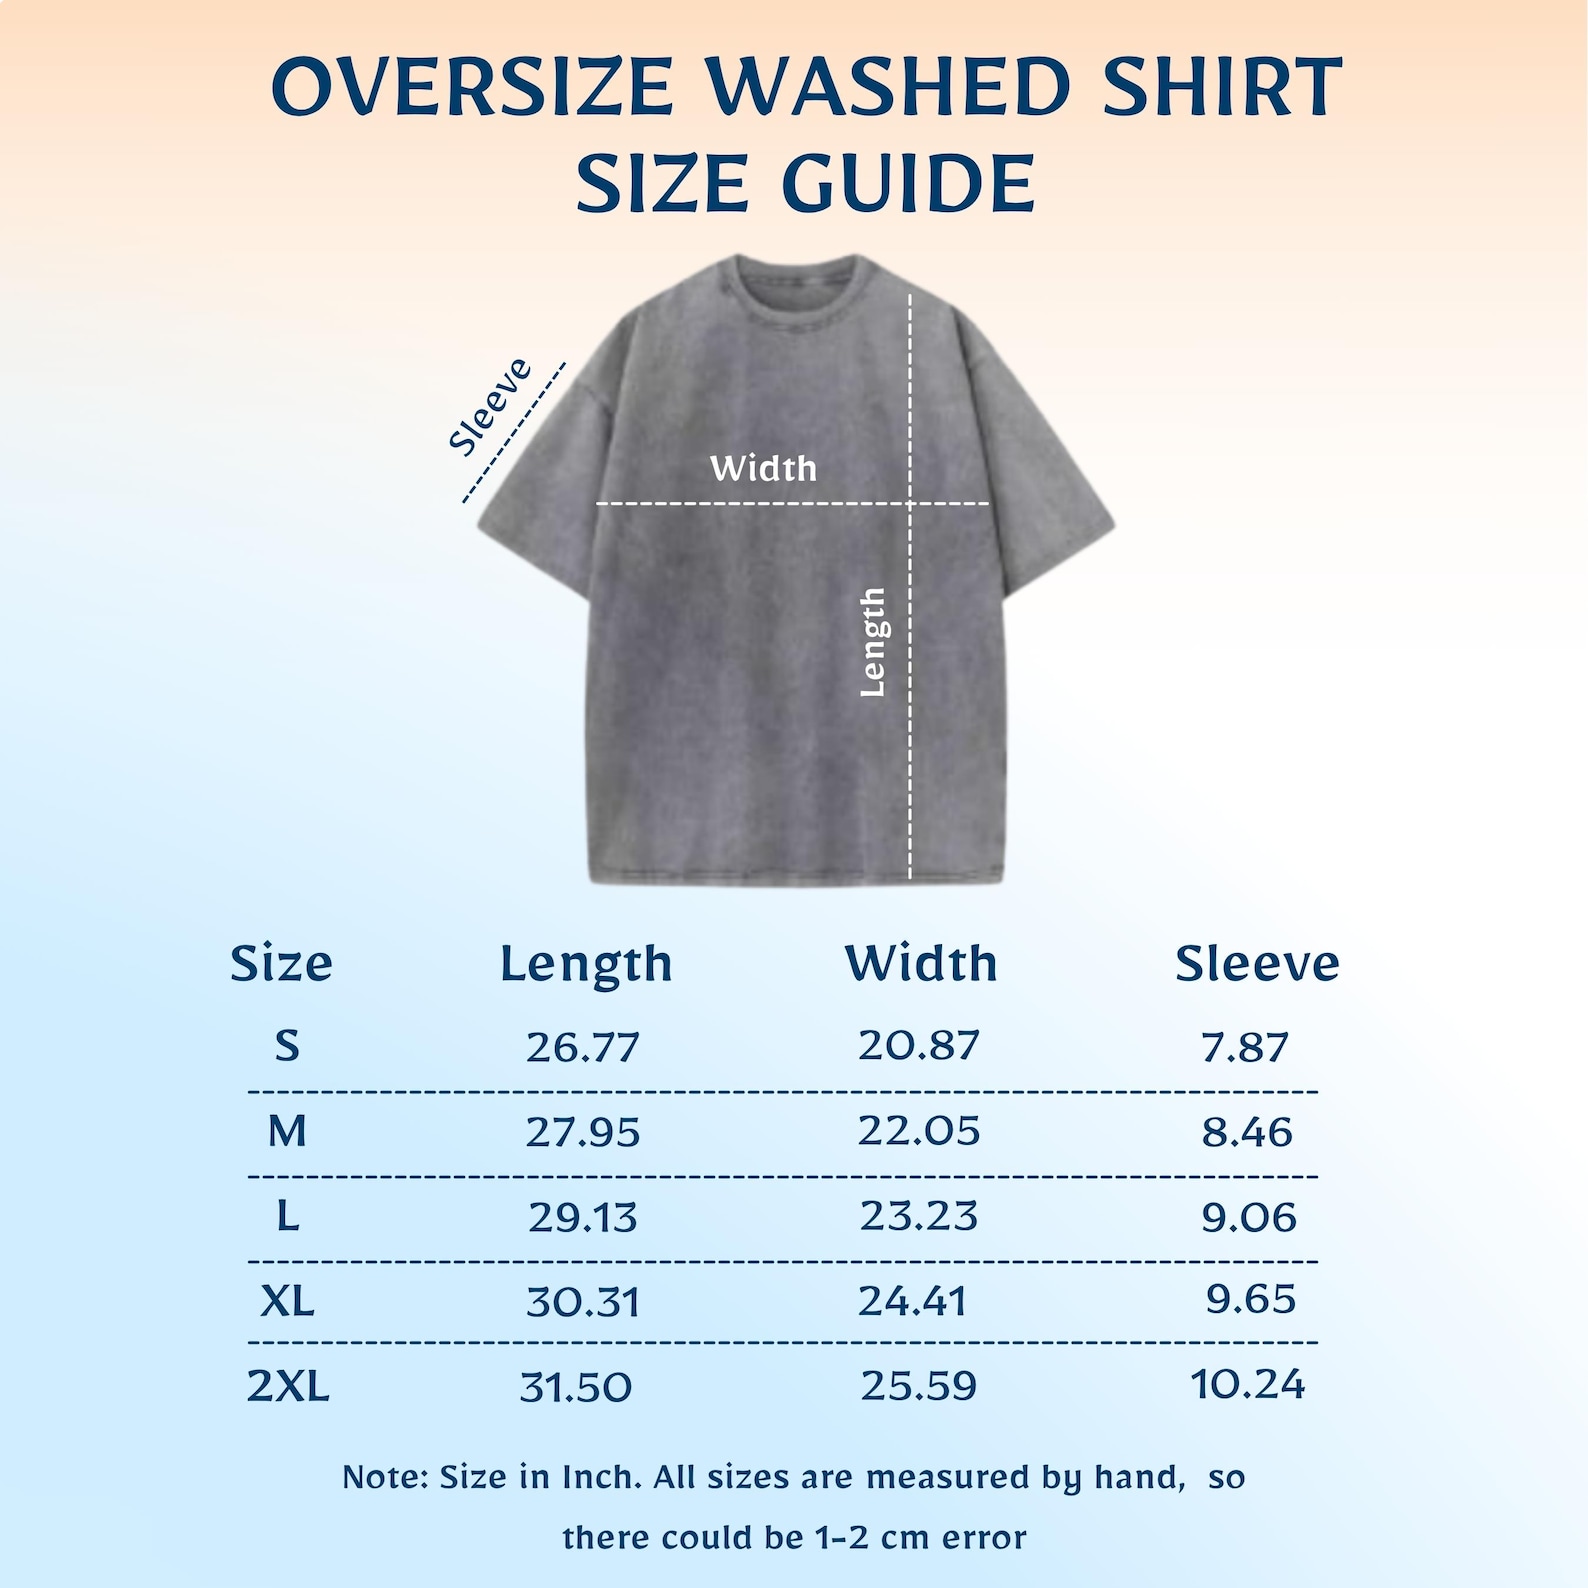 OVERSIZE WASHED SHIRT
SIZE GUIDE
Sleeve
Width
Length
Size Length Width Sleeve
S 26.77 20.87 7.87
M 27.95 22.05 8.46
L 29.13 23.23 9.06
XL 30.31 24.41 9.65
2XL 31.50 25.59 10.24
Note: Size in Inch. All sizes are measured by hand, so
there could be 1-2 cm error